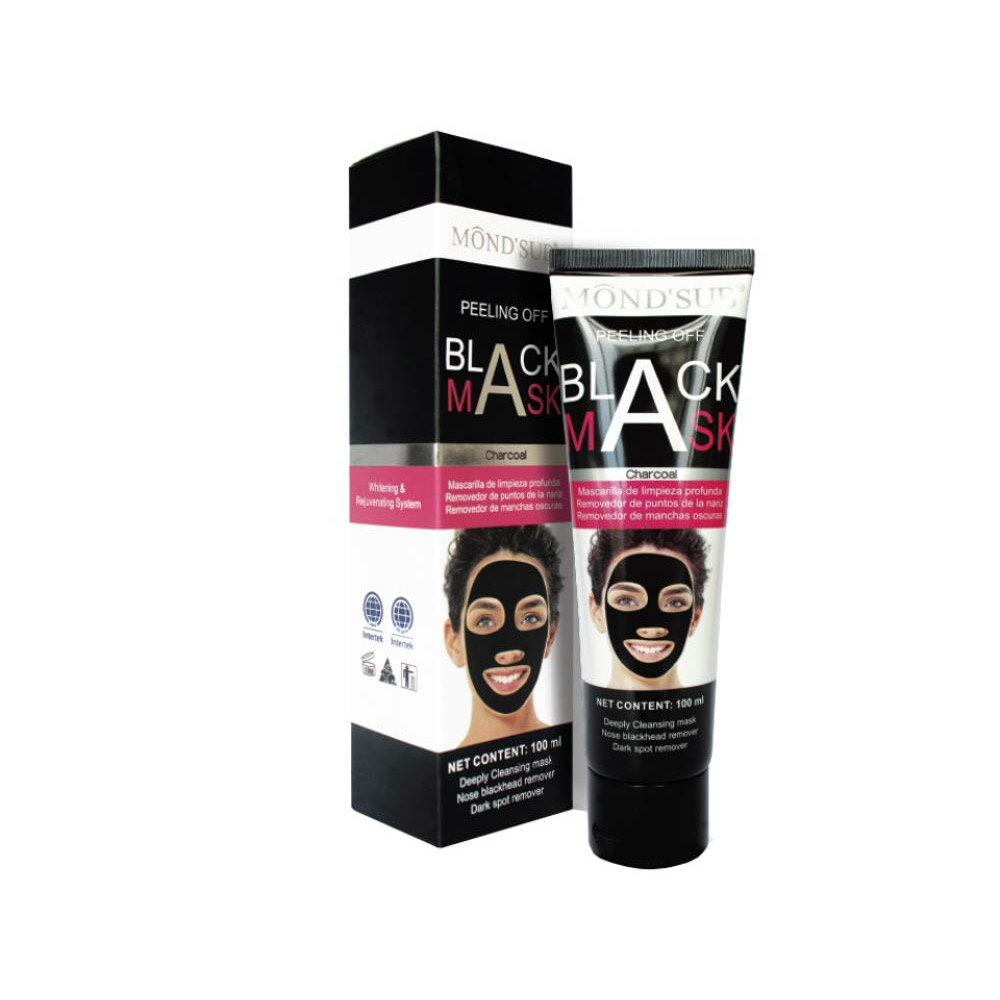 MÔND'SUB
PEELING OFF
BLACK
MASK
Charcoal
Whitening &
Rejuvenating System
Mascarilla de limpieza profunda
Removedor de puntos de la nariz
Removedor de manchas oscuras
Intertek
Intertek
NET CONTENT: 100 ml
Deeply Cleansing mask
Nose blackhead remover
Dark spot remover
MÔND'SUB®
PEELING OFF
BLACK
MASK
Charcoal
Mascarilla de limpieza profunda
Removedor de puntos de la nariz
Removedor de manchas oscuras
NET CONTENT: 100 ml
Deeply Cleansing mask
Nose blackhead remover
Dark spot remover